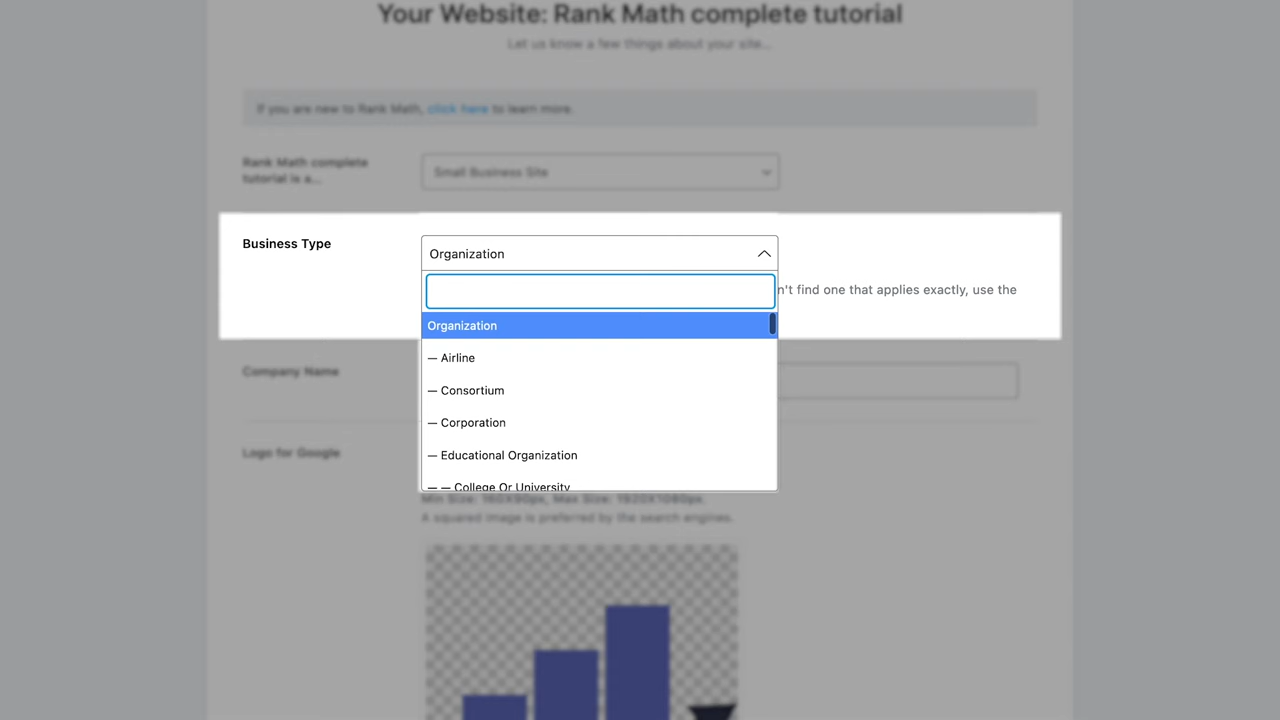 Your Website: Rank Math complete tutorial
Let us know a few things about your site...
If you are new to Rank Math, click here to learn more.
Rank Math complete
tutorial is a...
Small Business Site
Business Type
Organization
n't find one that applies exactly, use the
Organization
— Airline
— Consortium
— Corporation
— Educational Organization
— — College Or University
Company Name
Logo for Google
Min Size: 160X90px, Max Size: 1920X1080px.
A squared image is preferred by the search engines.